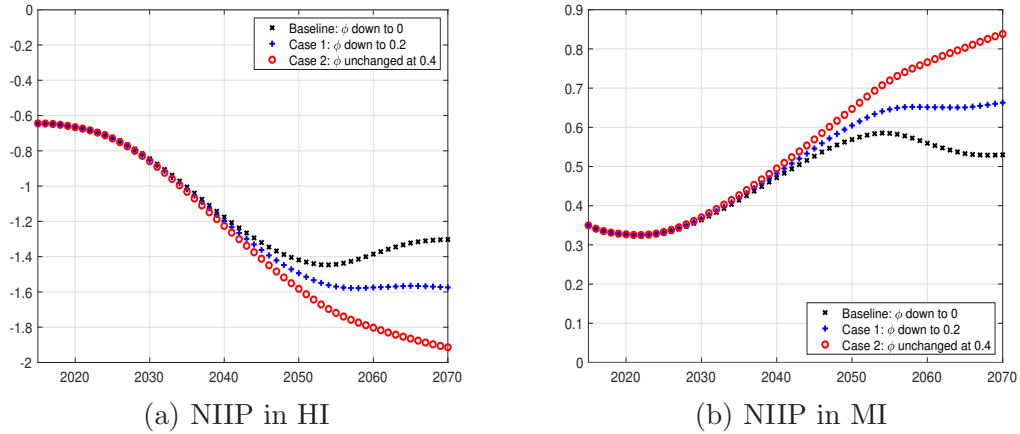 0
-0.2
-0.4
-0.6
-0.8
-1
-1.2
-1.4
-1.6
-1.8
-2
2020 2030 2040 2050 2060 2070
Baseline: ϕ down to 0
Case 1: ϕ down to 0.2
Case 2: ϕ unchanged at 0.4
(a) NIIP in HI
0.9
0.8
0.7
0.6
0.5
0.4
0.3
0.2
0.1
0
2020 2030 2040 2050 2060 2070
Baseline: ϕ down to 0
Case 1: ϕ down to 0.2
Case 2: ϕ unchanged at 0.4
(b) NIIP in MI